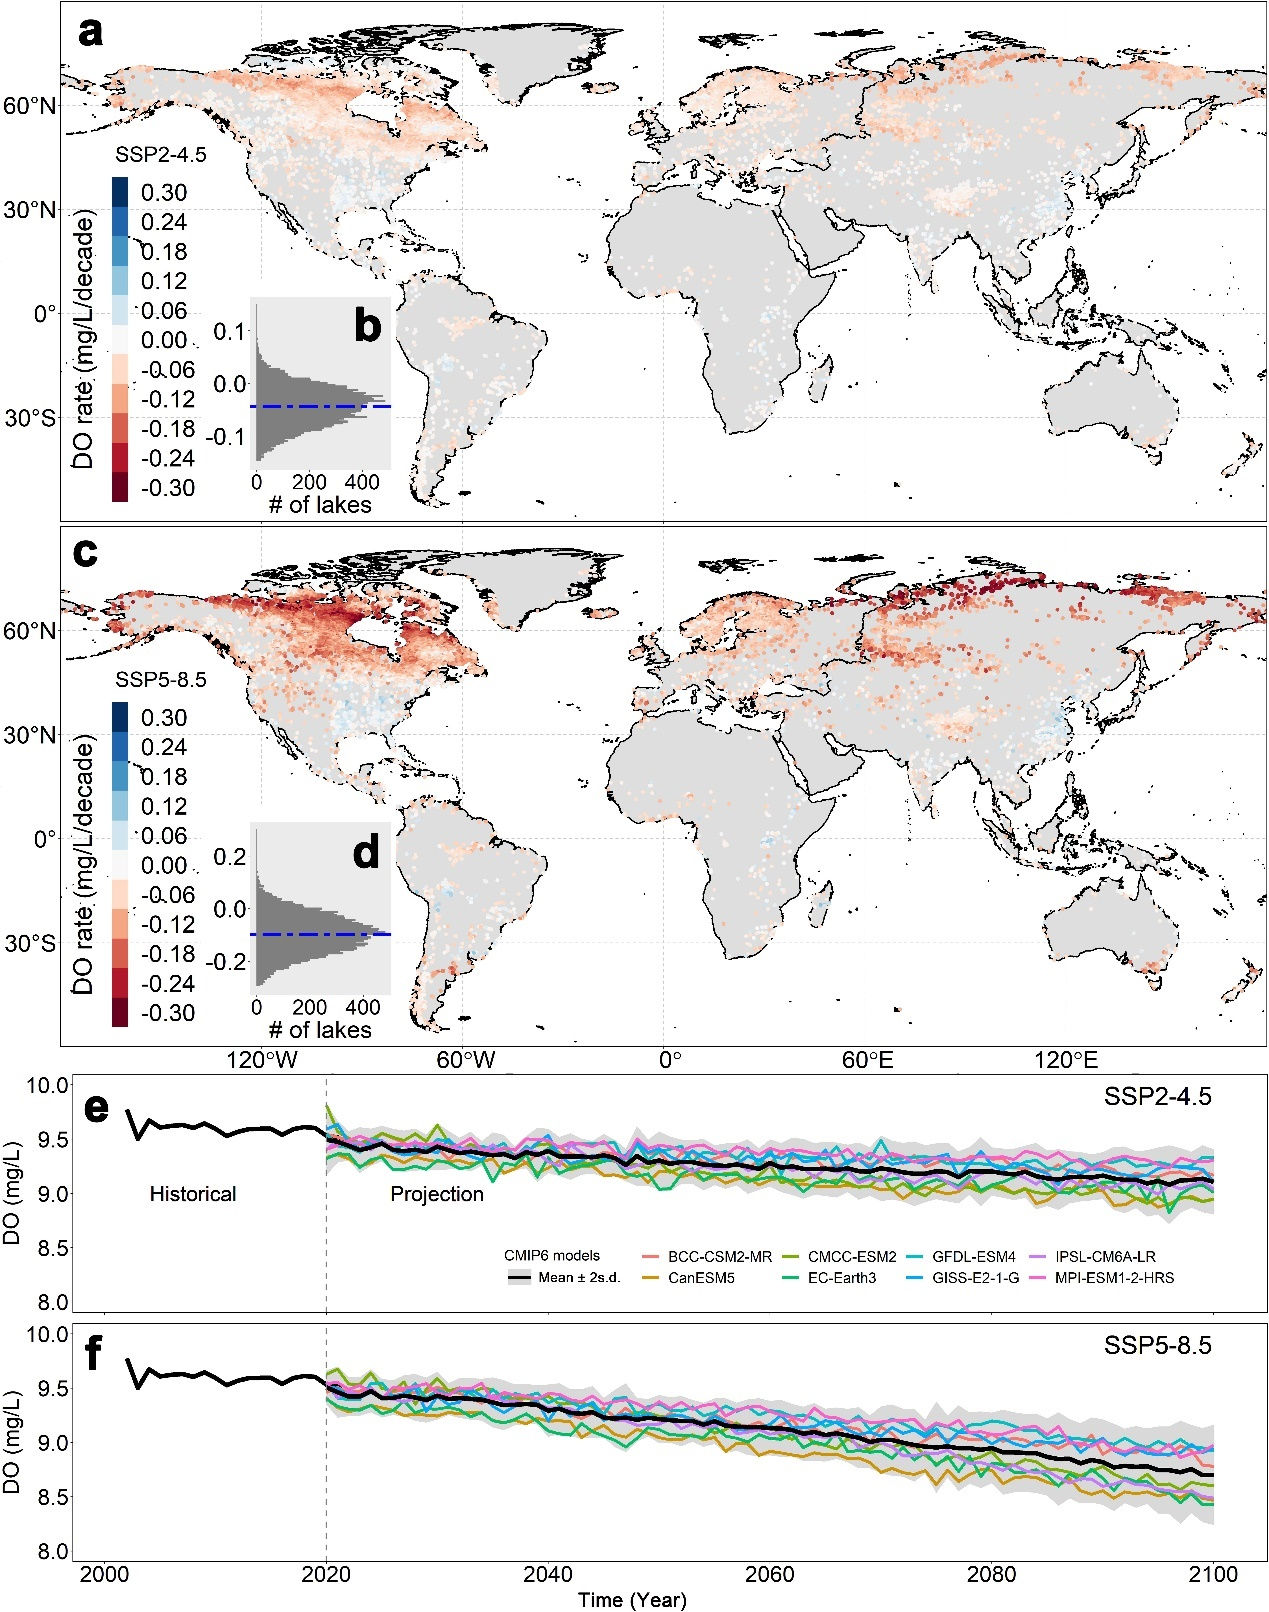 a
60°N
30°N
0°
30°S
SSP2-4.5
DO rate (mg/L/decade)
0.30
0.24
0.18
0.12
0.06
0.00
-0.06
-0.12
-0.18
-0.24
-0.30
b
0.1
0.0
-0.1
0 200 400
# of lakes
c
60°N
30°N
0°
30°S
SSP5-8.5
DO rate (mg/L/decade)
0.30
0.24
0.18
0.12
0.06
0.00
-0.06
-0.12
-0.18
-0.24
-0.30
d
0.2
0.0
-0.2
0 200 400
# of lakes
120°W 60°W 0° 60°E 120°E
e
SSP2-4.5
DO (mg/L)
10.0
9.5
9.0
8.5
8.0
Historical Projection
CMIP6 models
Mean ± 2s.d.
BCC-CSM2-MR CMCC-ESM2 GFDL-ESM4 IPSL-CM6A-LR
CanESM5 EC-Earth3 GISS-E2-1-G MPI-ESM1-2-HRS
f
SSP5-8.5
DO (mg/L)
10.0
9.5
9.0
8.5
8.0
2000 2020 2040 2060 2080 2100
Time (Year)